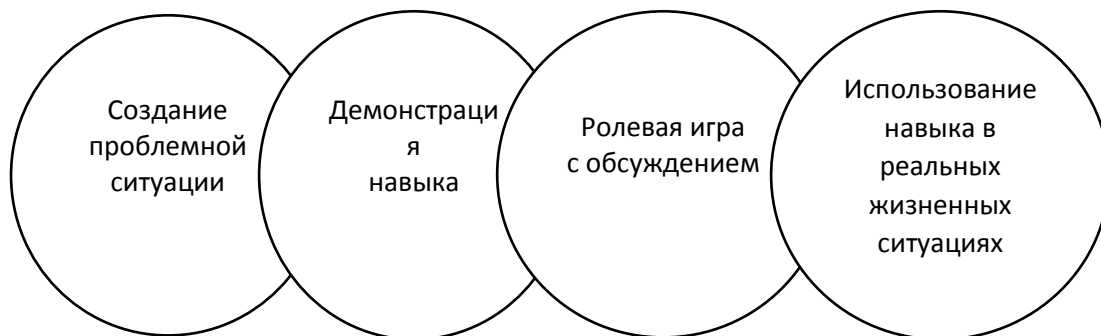 Создание
проблемной
ситуации
Демонстраци
я
навыка
Ролевая игра
с обсуждением
Использование
навыка в
реальных
жизненных
ситуациях